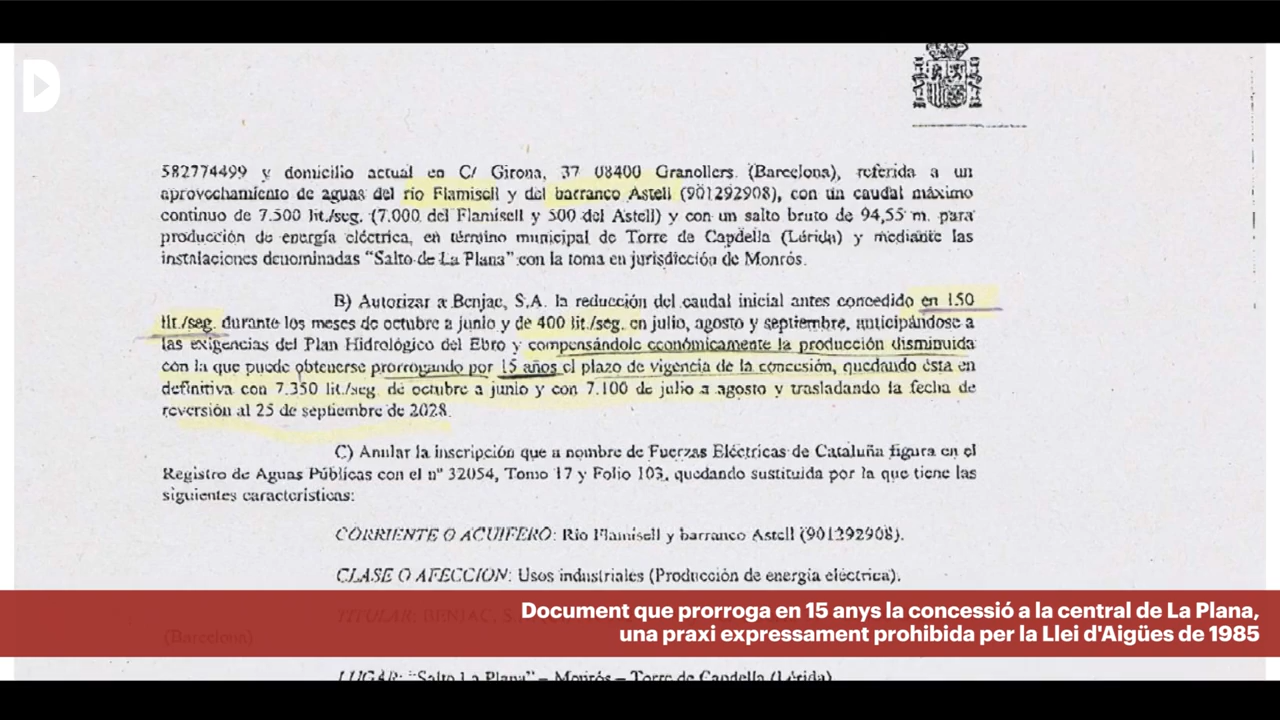 582774499 y domicilio actual en C/ Girona, 37 08400 Granollers. (Barcelona), referida a un
aprovechamiento de aguas del río Flamisell y del barranco Astell (901292908), con un caudal máximo
continuo de 7.500 lit./seg. (7.000 del Flamisell y 500 del Astell) y con un salto bruto de 94,55 m. para
producción de energía eléctrica, en término municipal de Torre de Capdella (Lérida) y mediante las
instalaciones denominadas “Salto de La Plana” con la toma en jurisdicción de Monrós.
B) Autorizar a Benjac, S.A. la reducción del caudal inicial antes concedido en 150
lit./seg. durante los meses de octubre a junio y de 400 lit./seg. en julio, agosto y septiembre, anticipándose a
las exigencias del Plan Hidrológico del Ebro y compensándole económicamente la producción disminuida
con la que puede obtenerse prorrogando por 15 años el plazo de vigencia de la concesión, quedando ésta en
definitiva con 7.350 lit./seg. de octubre a junio y con 7.100 de julio a agosto y trasladando la fecha de
reversión al 25 de septiembre de 2028.
C) Anular la inscripción que a nombre de Fuerzas Eléctricas de Cataluña figura en el
Registro de Aguas Públicas con el nº 32054, Tomo 17 y Folio 103, quedando sustituida por la que tiene las
siguientes características:
CORRIENTE O ACUIFERO: Río Flamisell y barranco Astell (901292908).
CLASE O AFECCION: Usos industriales (Producción de energía eléctrica).
TITULAR: BENJAC, S.
(Barcelona)
Document que prorroga en 15 anys la concessió a la central de La Plana,
una praxi expressament prohibida per la Llei d'Aigües de 1985
LUGAR: “Salto La Plana” – Monrós – Torre de Capdella (Lérida)